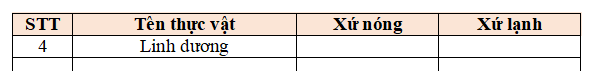 STT Tên thực vật Xứ nóng Xứ lạnh
4 Linh dương